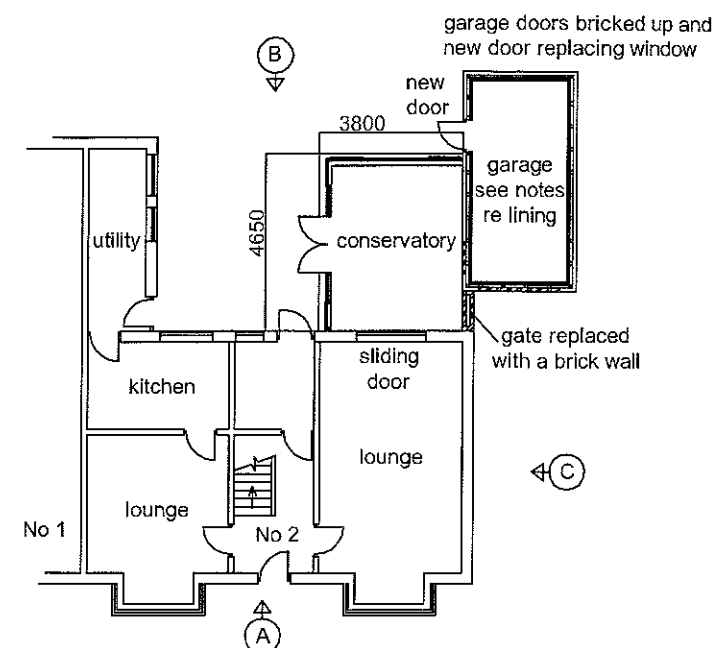 garage doors bricked up and
new door replacing window
B
new
door
3800
garage
see notes
re lining
4650
utility
conservatory
gate replaced
with a brick wall
sliding
door
kitchen
lounge
C
lounge
No 1
No 2
A